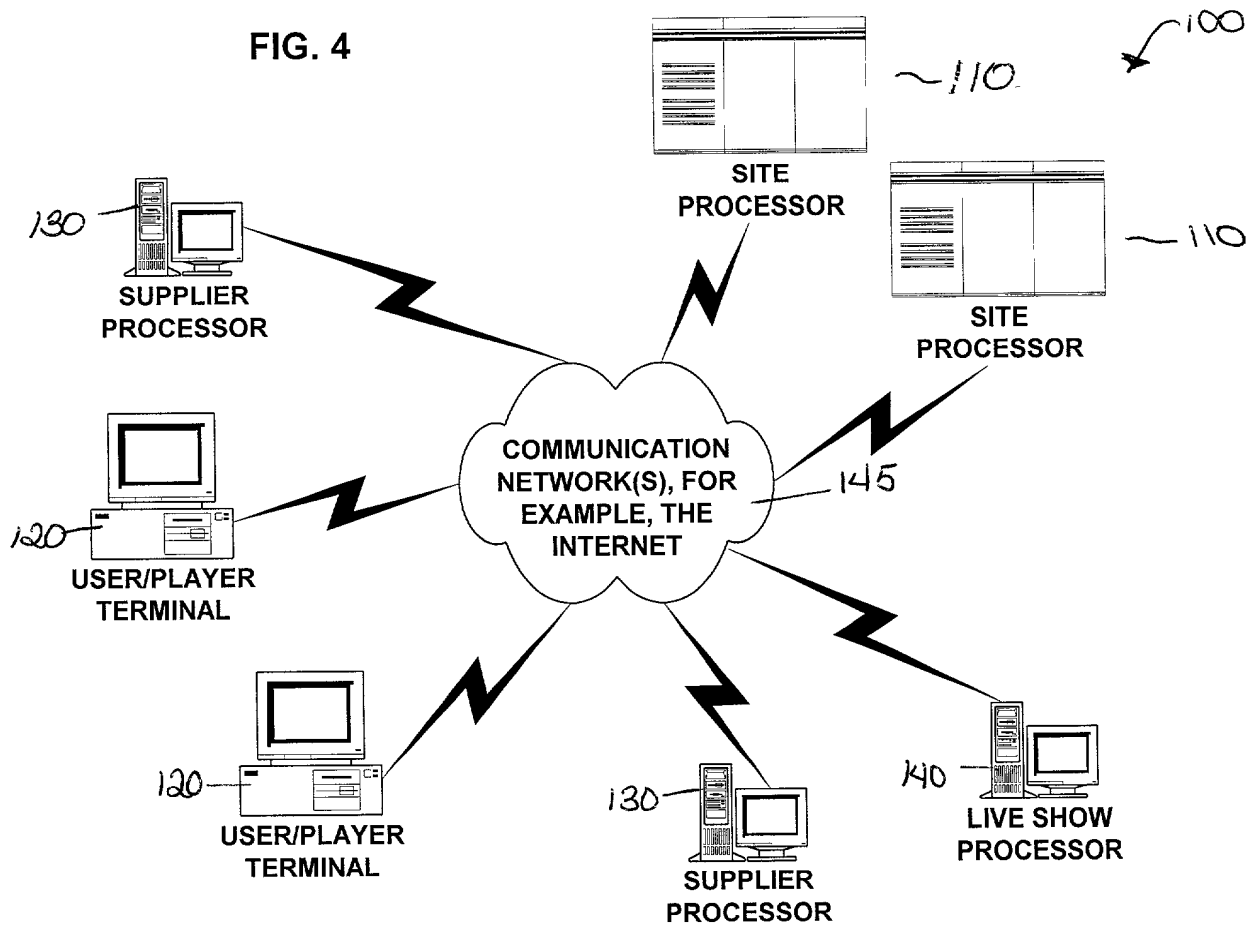 FIG. 4
100
110
SITE
PROCESSOR
110
SITE
PROCESSOR
130
SUPPLIER
PROCESSOR
COMMUNICATION
NETWORK(S), FOR
EXAMPLE, THE
INTERNET
145
120
USER/PLAYER
TERMINAL
120
USER/PLAYER
TERMINAL
130
SUPPLIER
PROCESSOR
140
LIVE SHOW
PROCESSOR